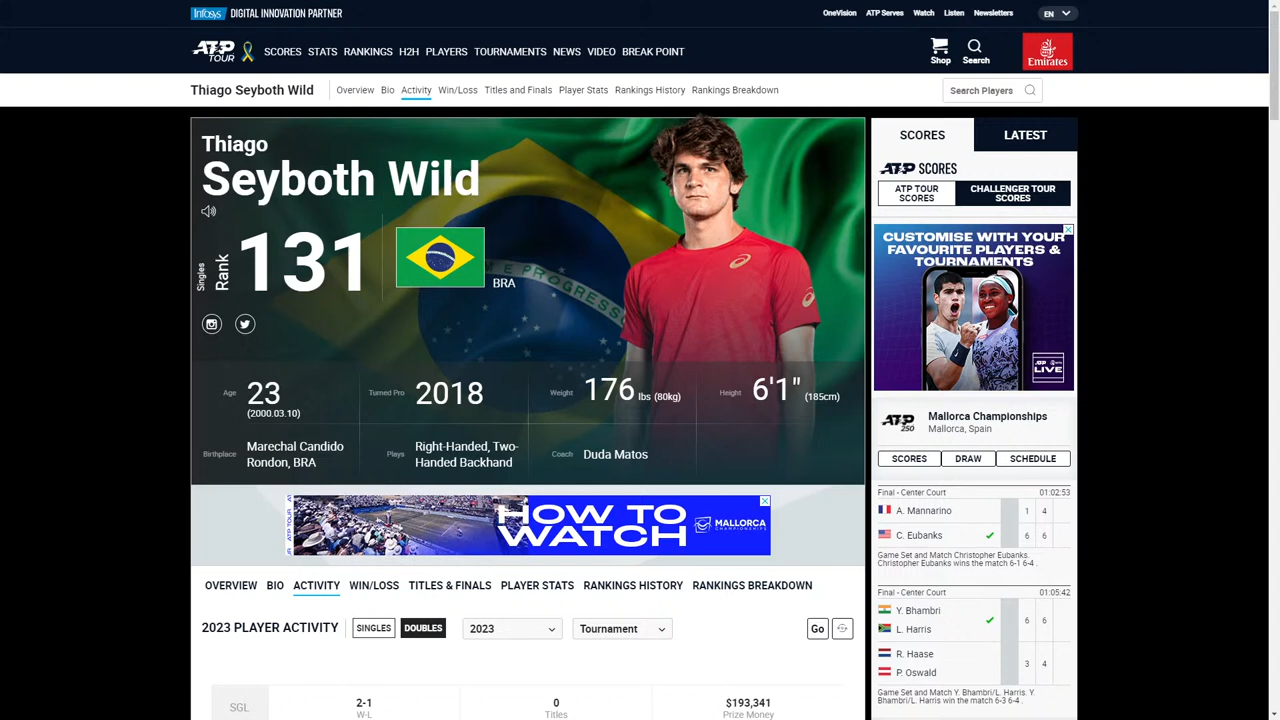 Infosys DIGITAL INNOVATION PARTNER
OneVision ATP Serves Watch Listen Newsletters EN
ATP TOUR SCORES STATS RANKINGS H2H PLAYERS TOURNAMENTS NEWS VIDEO BREAK POINT Shop Search Emirates
Thiago Seyboth Wild Overview Bio Activity Win/Loss Titles and Finals Player Stats Rankings History Rankings Breakdown Search Players
Thiago
Seyboth Wild
Singles Rank 131 BRA
Age 23 (2000.03.10)
Turned Pro 2018
Weight 176 lbs (80kg)
Height 6'1" (185cm)
Birthplace Marechal Candido
Rondon, BRA
Plays Right-Handed, Two-
Handed Backhand
Coach Duda Matos
ATP TOUR
HOW TO
WATCH
MALLORCA
CHAMPIONSHIPS
OVERVIEW BIO ACTIVITY WIN/LOSS TITLES & FINALS PLAYER STATS RANKINGS HISTORY RANKINGS BREAKDOWN
2023 PLAYER ACTIVITY SINGLES DOUBLES 2023 Tournament Go
SGL 2-1 0 $193,341
W-L Titles Prize Money
SCORES LATEST
ATP SCORES
ATP TOUR
SCORES
CHALLENGER TOUR
SCORES
CUSTOMISE WITH YOUR
FAVOURITE PLAYERS &
TOURNAMENTS
ATP WTA
LIVE
ATP
250
Mallorca Championships
Mallorca, Spain
SCORES DRAW SCHEDULE
Final - Center Court 01:02:53
A. Mannarino 1 4
C. Eubanks 6 6
Game Set and Match Christopher Eubanks.
Christopher Eubanks wins the match 6-1 6-4 .
Final - Center Court 01:05:42
Y. Bhambri
L. Harris 6 6
R. Haase
P. Oswald 3 4
Game Set and Match Y. Bhambri/L. Harris. Y.
Bhambri/L. Harris wins the match 6-3 6-4 .